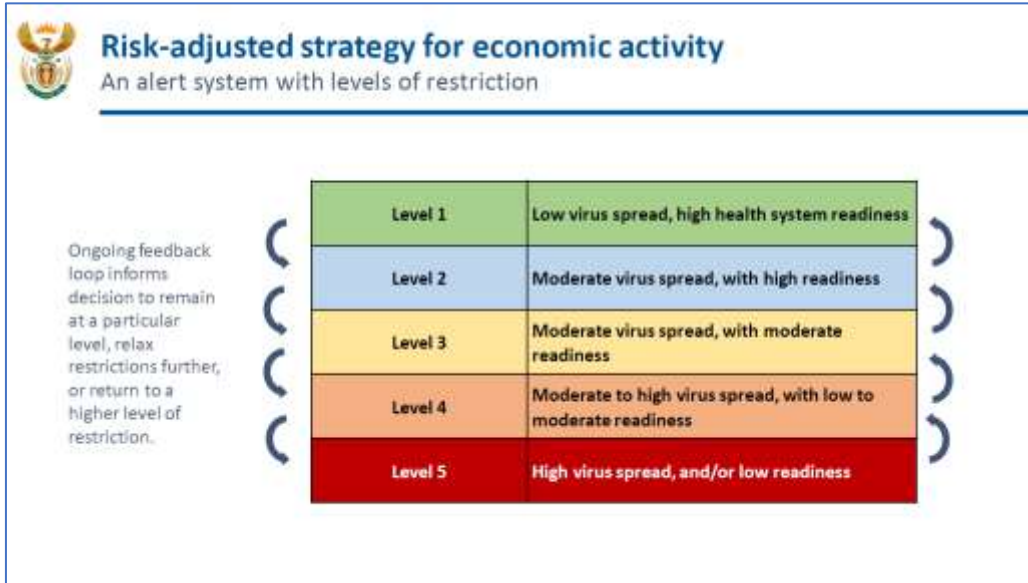 Risk-adjusted strategy for economic activity
An alert system with levels of restriction
Ongoing feedback
loop informs
decision to remain
at a particular
level, relax
restrictions further,
or return to a
higher level of
restriction.
Level 1
Low virus spread, high health system readiness
Level 2
Moderate virus spread, with high readiness
Level 3
Moderate virus spread, with moderate
readiness
Level 4
Moderate to high virus spread, with low to
moderate readiness
Level 5
High virus spread, and/or low readiness